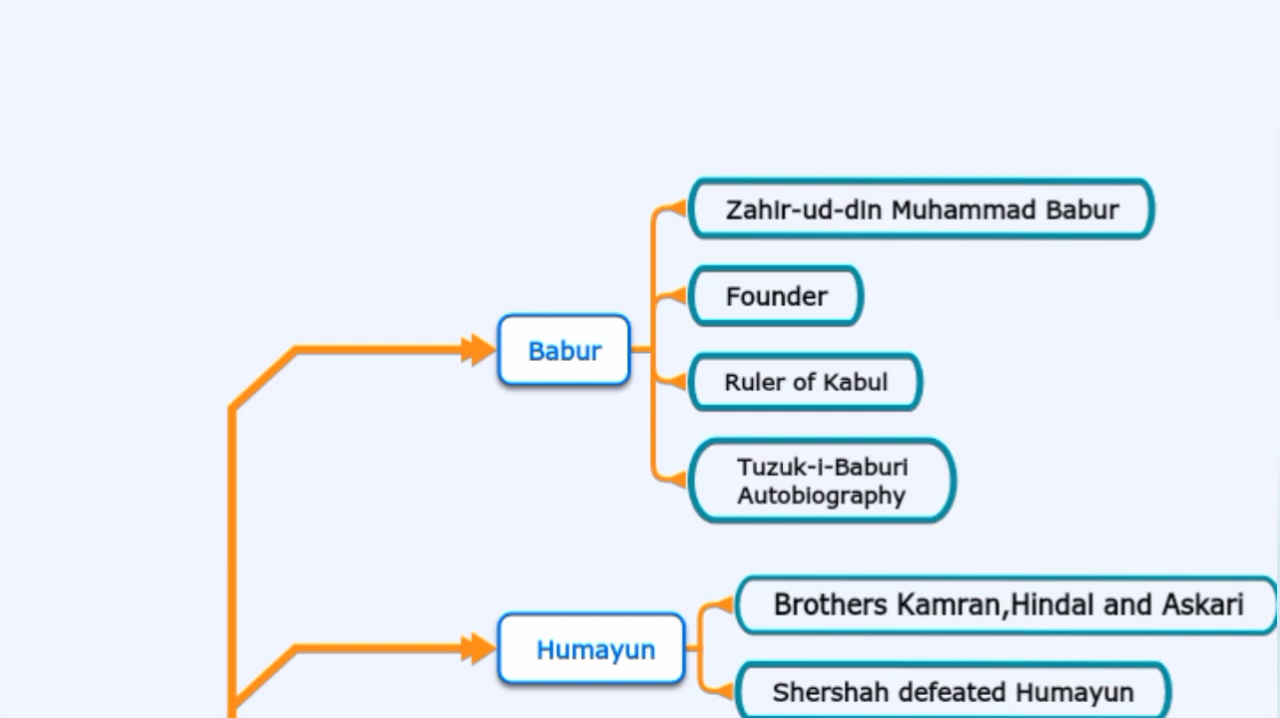 Zahir-ud-din Muhammad Babur
Founder
Babur
Ruler of Kabul
Tuzuk-i-Baburi
Autobiography
Brothers Kamran,Hindal and Askari
Humayun
Shershah defeated Humayun